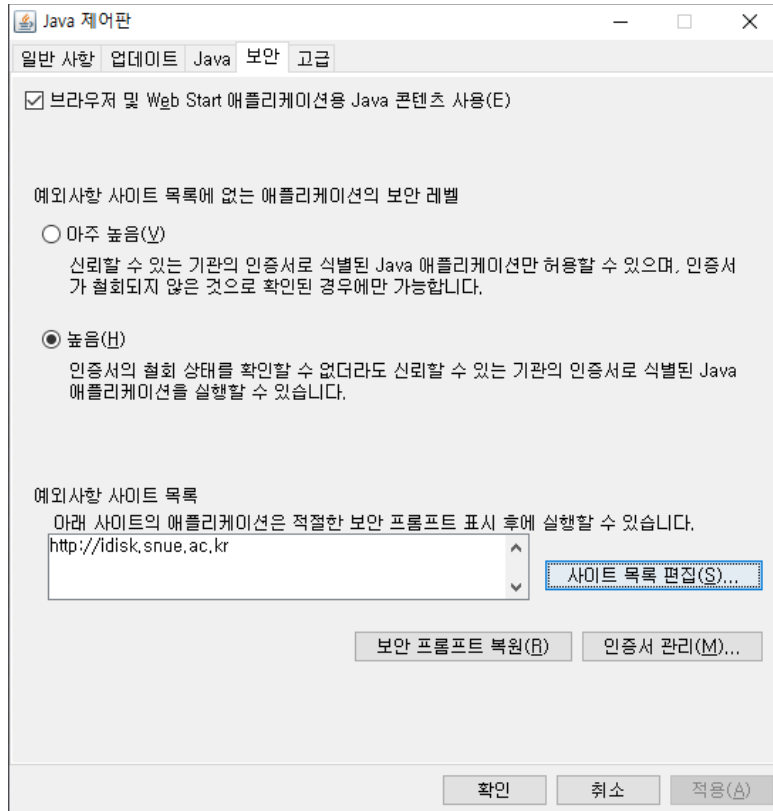 Java 제어판
일반 사항 업데이트 Java 보안 고급
브라우저 및 Web Start 애플리케이션용 Java 콘텐츠 사용(E)
예외사항 사이트 목록에 없는 애플리케이션의 보안 레벨
아주 높음(V)
신뢰할 수 있는 기관의 인증서로 식별된 Java 애플리케이션만 허용할 수 있으며, 인증서
가 철회되지 않은 것으로 확인된 경우에만 가능합니다.
높음(H)
인증서의 철회 상태를 확인할 수 없더라도 신뢰할 수 있는 기관의 인증서로 식별된 Java
애플리케이션을 실행할 수 있습니다.
예외사항 사이트 목록
아래 사이트의 애플리케이션은 적절한 보안 프롬프트 표시 후에 실행할 수 있습니다.
http://idisk.snue.ac.kr
사이트 목록 편집(S)...
보안 프롬프트 복원(R) 인증서 관리(M)...
확인 취소 적용(A)